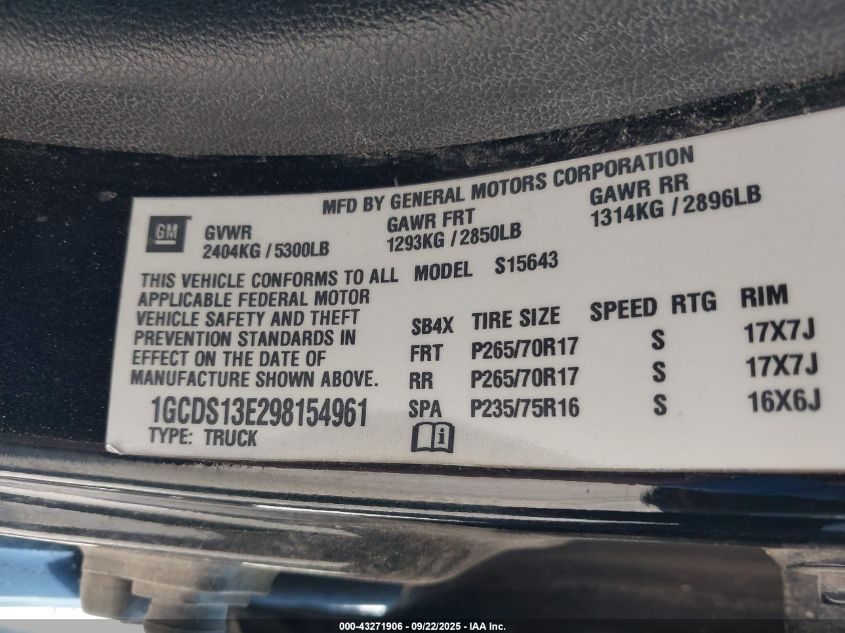 MFD BY GENERAL MOTORS CORPORATION
GM
GVWR GAWR FRT GAWR RR
2404KG / 5300LB 1293KG / 2850LB 1314KG / 2896LB
THIS VEHICLE CONFORMS TO ALL
APPLICABLE FEDERAL MOTOR
VEHICLE SAFETY AND THEFT
PREVENTION STANDARDS IN
EFFECT ON THE DATE OF
MANUFACTURE SHOWN ABOVE.
1GCDS13E298154961
TYPE: TRUCK
MODEL S15643
SB4X TIRE SIZE SPEED RTG RIM
FRT P265/70R17 S 17X7J
RR P265/70R17 S 17X7J
SPA P235/75R16 S 16X6J
i
000-43271906 - 09/22/2025 - IAA Inc.